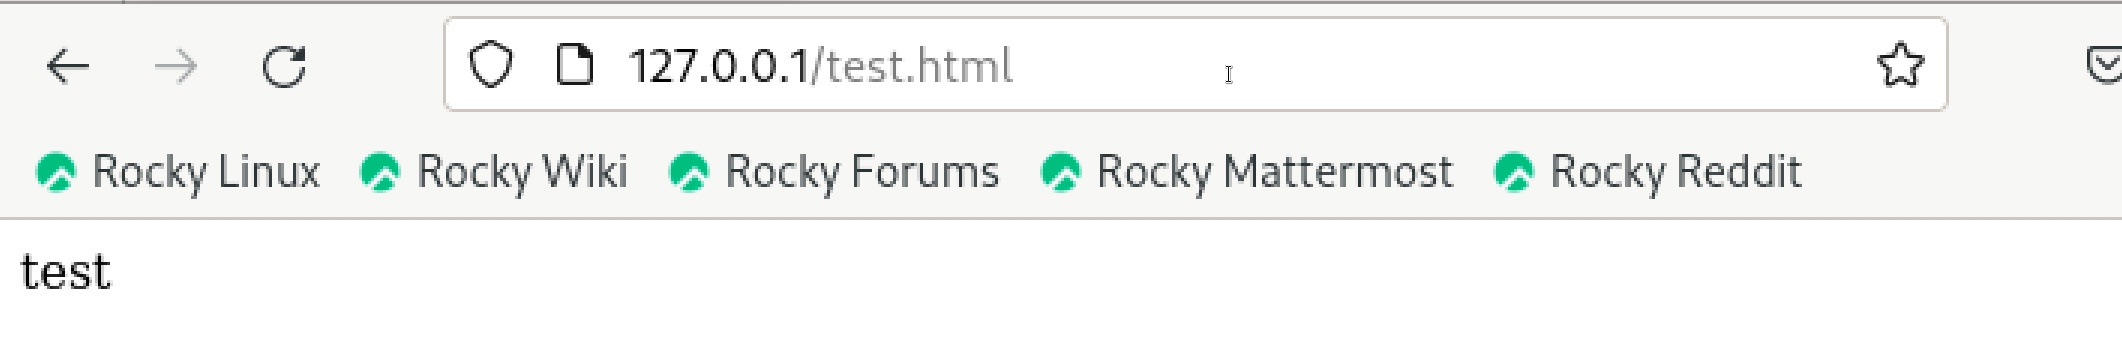 127.0.0.1/test.html
Rocky Linux Rocky Wiki Rocky Forums Rocky Mattermost Rocky Reddit
test